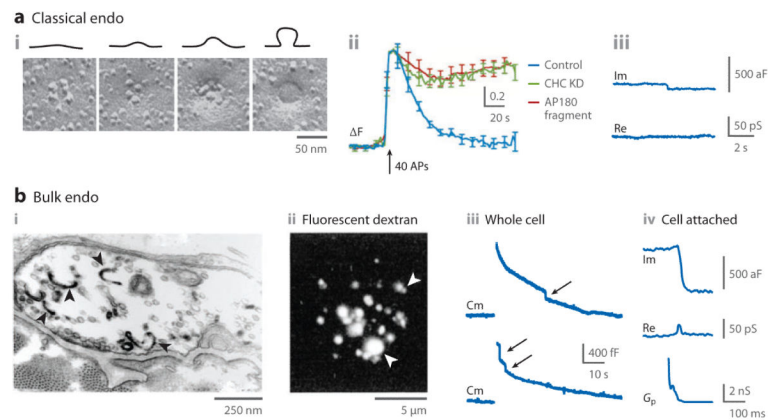 a Classical endo
i
ii
iii
50 nm
ΔF
40 APs
0.2
20 s
Control
CHC KD
AP180
fragment
Im
500 aF
Re
50 pS
2 s
b Bulk endo
i
ii Fluorescent dextran
iii Whole cell
iv Cell attached
250 nm
5 µm
Cm
Cm
400 fF
10 s
Im
500 aF
Re
50 pS
Gp
2 nS
100 ms